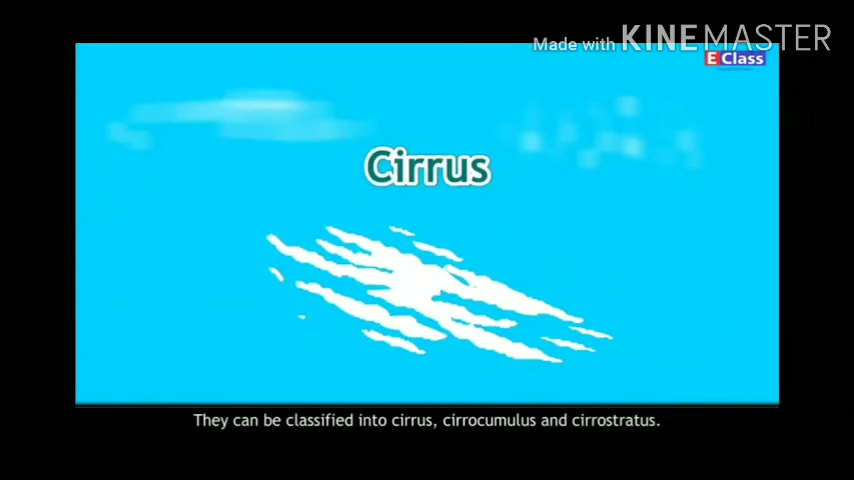 Made with KINEMASTER
E Class
Cirrus
They can be classified into cirrus, cirrocumulus and cirrostratus.